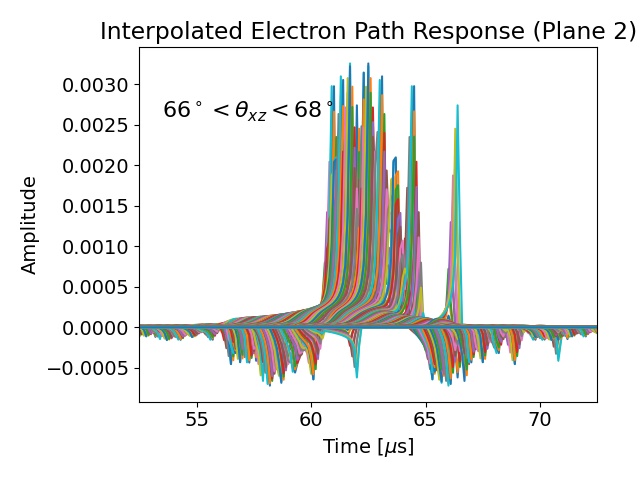 Interpolated Electron Path Response (Plane 2)
0.0030
66° < θxz < 68°
0.0025
0.0020
0.0015
0.0010
0.0005
0.0000
−0.0005
Amplitude
55 60 65 70
Time [μs]